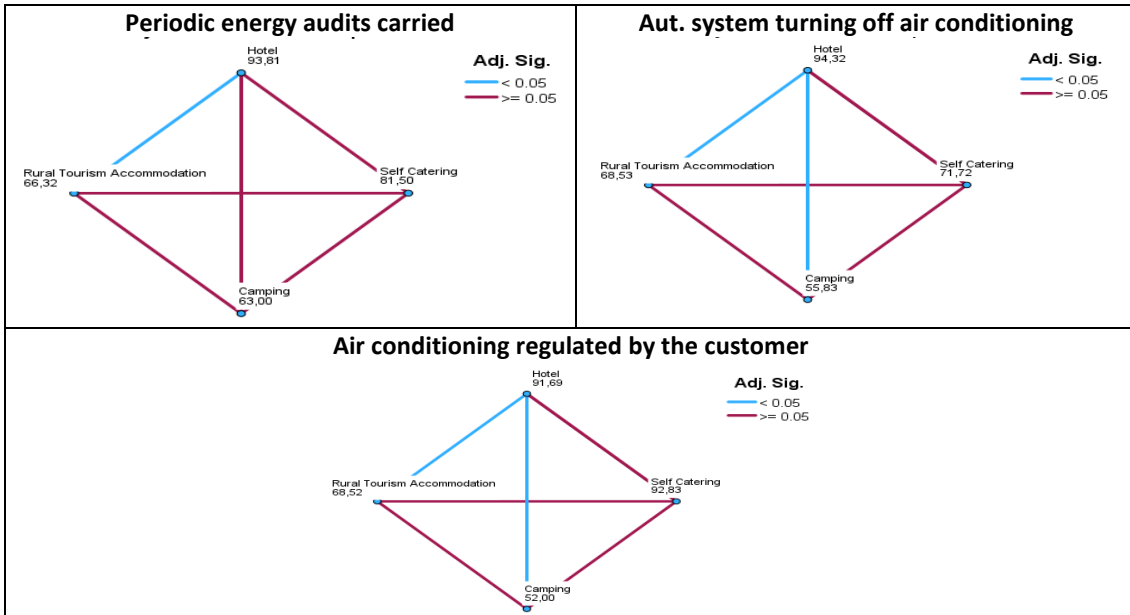 Periodic energy audits carried
Hotel
93,81
Adj. Sig.
< 0.05
>= 0.05
Rural Tourism Accommodation
66,32
Self Catering
81,50
Camping
63,00
Aut. system turning off air conditioning
Hotel
94,32
Adj. Sig.
< 0.05
>= 0.05
Rural Tourism Accommodation
68,53
Self Catering
71,72
Camping
55,83
Air conditioning regulated by the customer
Hotel
91,69
Adj. Sig.
< 0.05
>= 0.05
Rural Tourism Accommodation
68,52
Self Catering
92,83
Camping
52,00